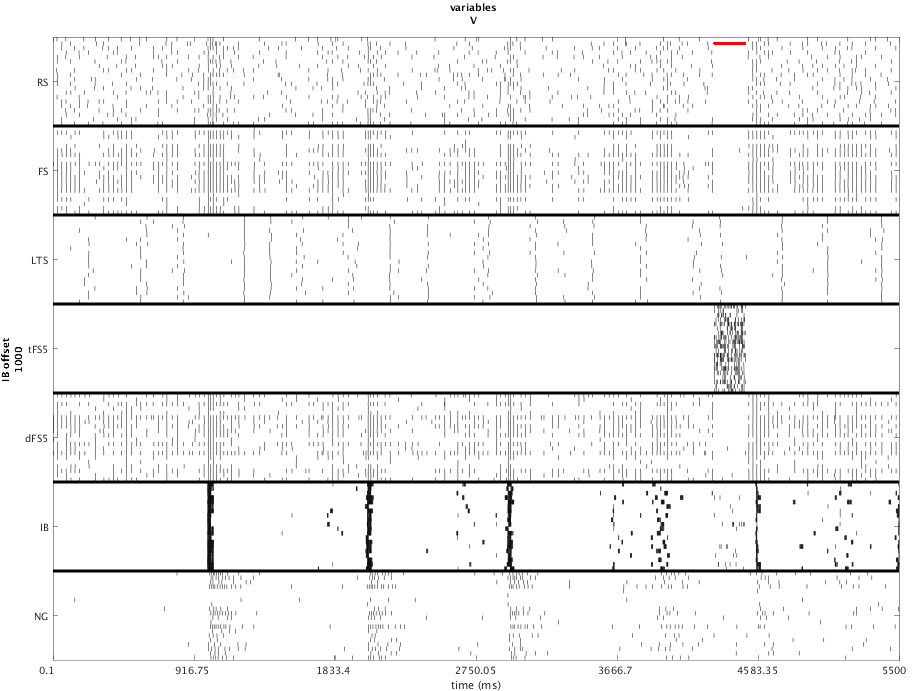 variables
V
RS
FS
LTS
tFS5
dFS5
IB
NG
IB offset
1000
0.1
916.75
1833.4
2750.05
3666.7
4583.35
5500
time (ms)